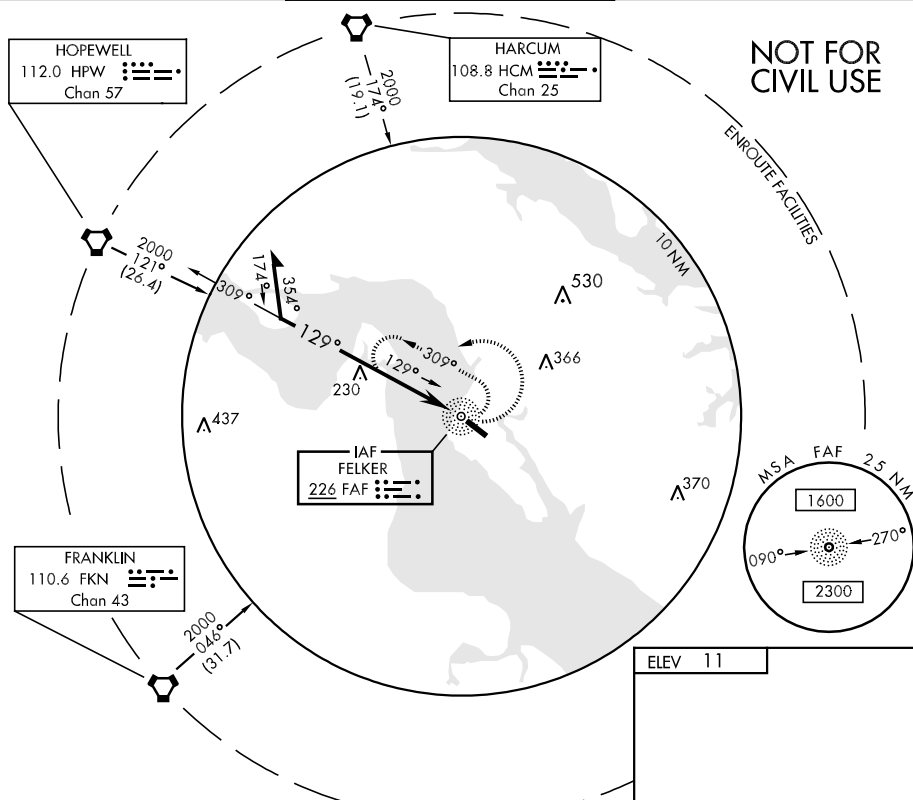 HOPEWELL
112.0 HPW
Chan 57
HARCUM
108.8 HCM
Chan 25
NOT FOR
CIVIL USE
2000
174°
(19.1)
ENROUTE FACILITIES
10 NM
2000
121°
(26.4)
309°
174°
354°
129°
309°
129°
530
366
230
437
370
IAF
FELKER
226 FAF
MSA FAF 25 NM
1600
090°
270°
2300
FRANKLIN
110.6 FKN
Chan 43
2000
046°
(31.7)
ELEV 11